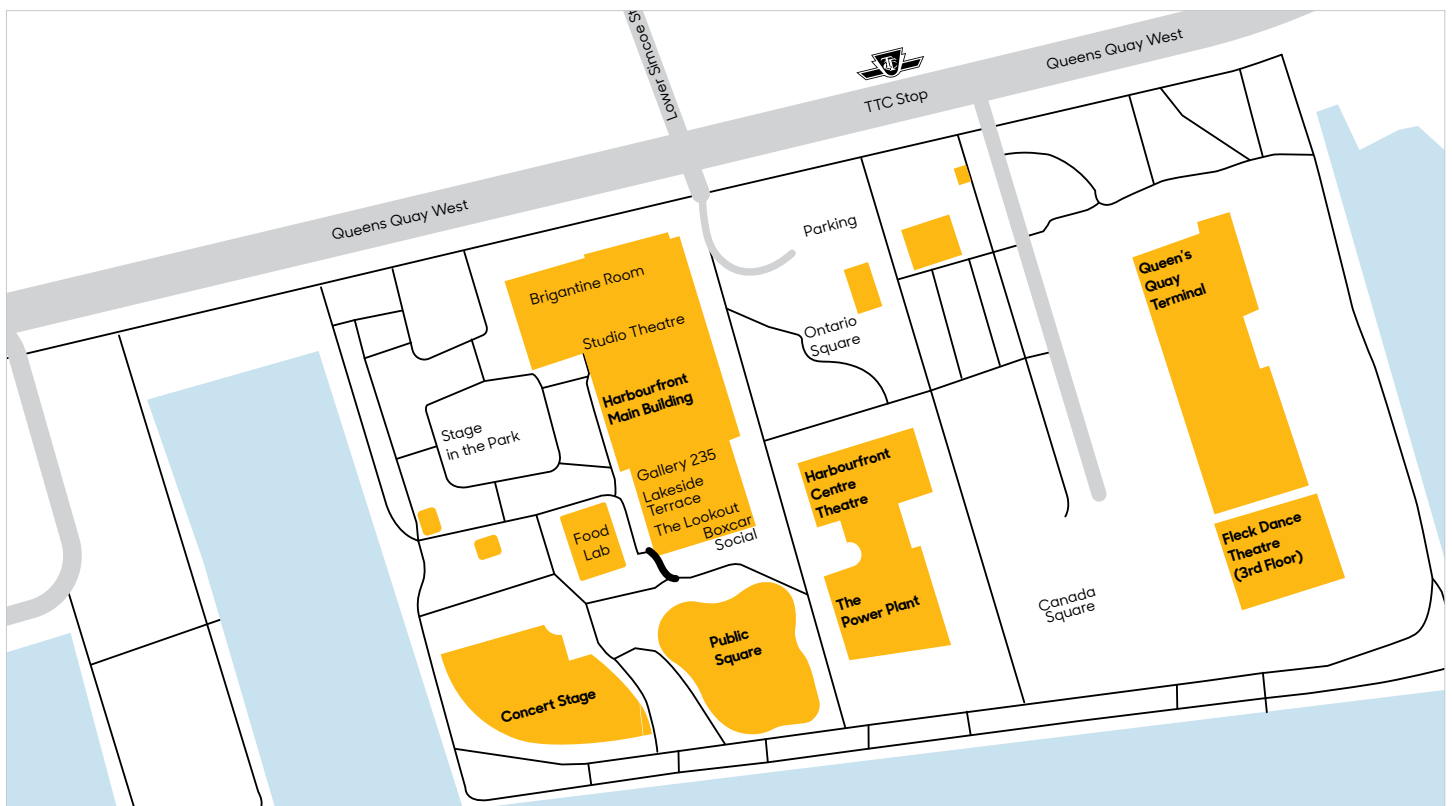 Lower Simcoe St
Queens Quay West
TTC Stop
Queens Quay West
Parking
Brigantine Room
Studio Theatre
Ontario
Square
Queen's
Quay
Terminal
Harbourfront
Main Building
Stage
in the Park
Gallery 235
Lakeside
Terrace
The Lookout
Boxcar
Social
Harbourfront
Centre
Theatre
Food
Lab
Fleck Dance
Theatre
(3rd Floor)
The
Power Plant
Canada
Square
Public
Square
Concert Stage